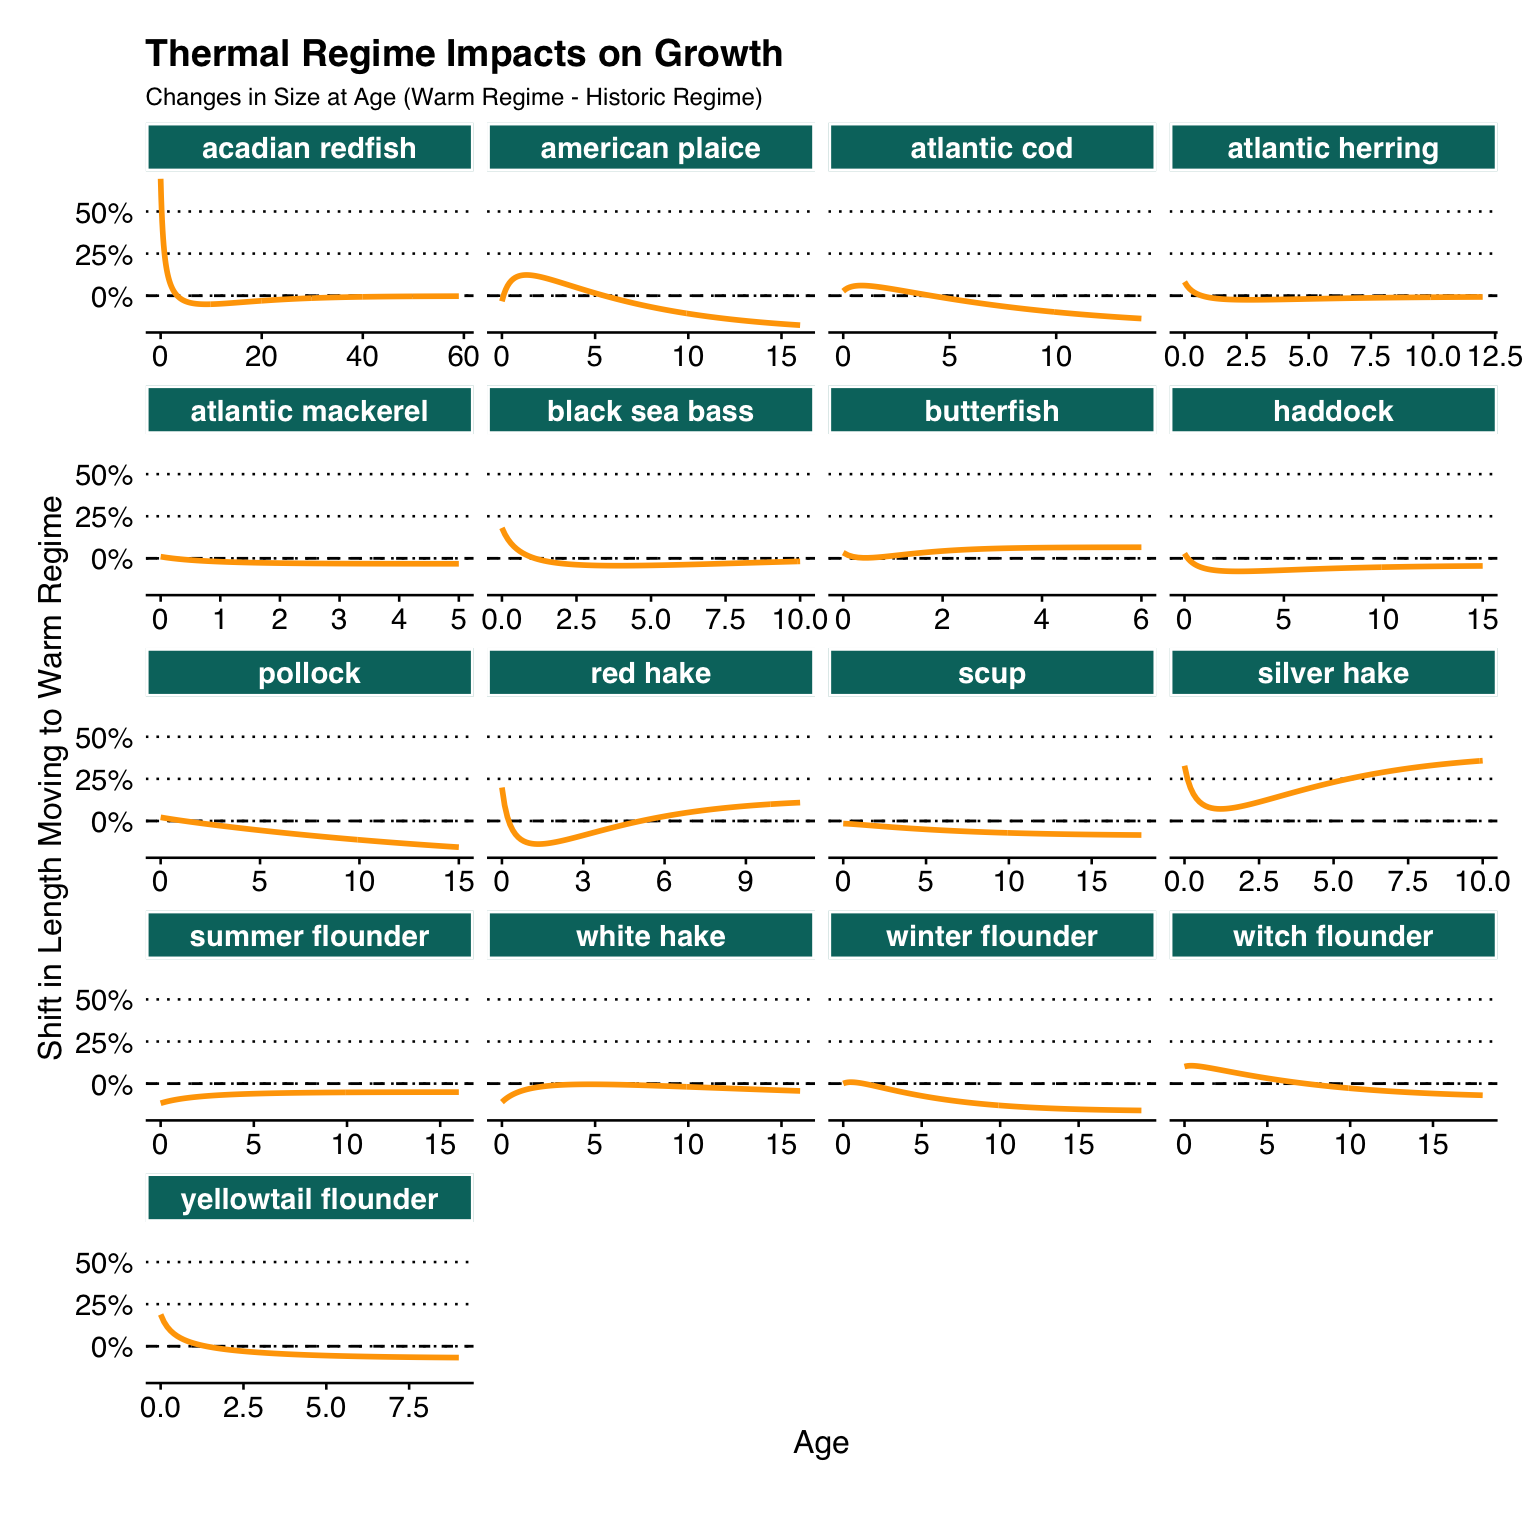 Thermal Regime Impacts on Growth
Changes in Size at Age (Warm Regime - Historic Regime)
acadian redfish american plaice atlantic cod atlantic herring
50%
25%
0%
0 20 40 60 0 5 10 15 0 5 10 0.0 2.5 5.0 7.5 10.0 12.5
atlantic mackerel black sea bass butterfish haddock
50%
25%
0%
0 1 2 3 4 5 0.0 2.5 5.0 7.5 10.0 0 2 4 6 0 5 10 15
Shift in Length Moving to Warm Regime
pollock red hake scup silver hake
50%
25%
0%
0 5 10 15 0 3 6 9 0 5 10 15 0.0 2.5 5.0 7.5 10.0
summer flounder white hake winter flounder witch flounder
50%
25%
0%
0 5 10 15 0 5 10 15 0 5 10 15 0 5 10 15
yellowtail flounder
50%
25%
0%
0.0 2.5 5.0 7.5
Age